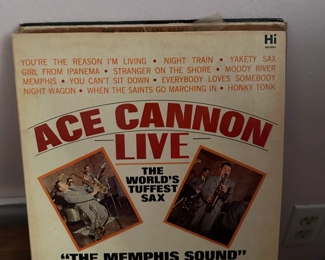 Hi
YOU'RE THE REASON I'M LIVING • NIGHT TRAIN • YAKETY SAX
GIRL FROM IPANEMA • STRANGER ON THE SHORE • MOODY RIVER
MEMPHIS • YOU CAN'T SIT DOWN • EVERYBODY LOVES SOMEBODY
NIGHT WAGON • WHEN THE SAINTS GO MARCHING IN • HONKY TONK
ACE CANNON
LIVE
THE
WORLD'S
TUFFEST
SAX
"THE MEMPHIS SOUND"